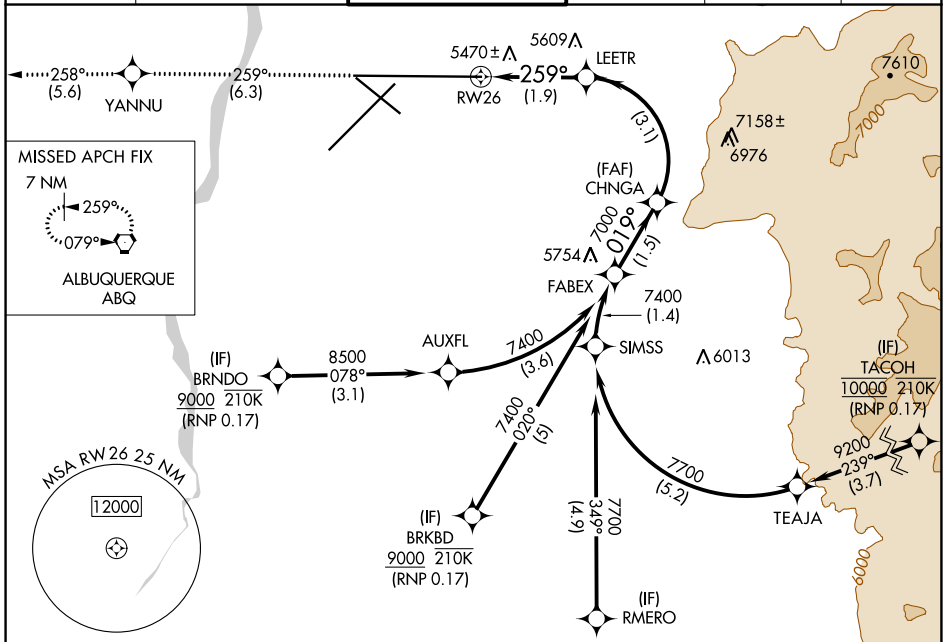 258°
(5.6)
YANNU
259°
(6.3)
5470±
RW26
259°
(1.9)
5609
LEETR
(3.1)
7610
7000
7158±
6976
MISSED APCH FIX
7 NM
259°
079°
ALBUQUERQUE
ABQ
(FAF)
CHNGA
7000
019°
(1.5)
5754
FABEX
7400
(1.4)
SIMSS
6013
AUXFL
7400
(3.6)
(IF)
BRNDO
9000 210K
(RNP 0.17)
8500
078°
(3.1)
(IF)
TACOH
10000 210K
(RNP 0.17)
9200
239°
(3.7)
TEAJA
7700
(5.2)
7400
020°
(5)
(IF)
BRKBD
9000 210K
(RNP 0.17)
7700
349°
(4.9)
(IF)
RMERO
MSA RW 26 25 NM
12000
6000